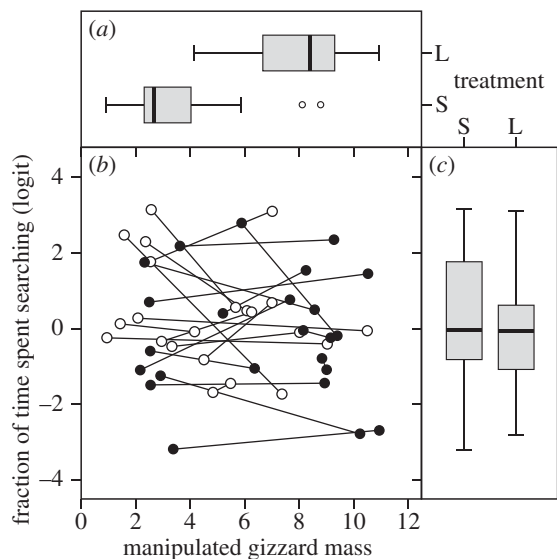 (a)
L
treatment
S
S L
(b)
(c)
4
2
0
–2
–4
fraction of time spent searching (logit)
0 2 4 6 8 10 12
manipulated gizzard mass